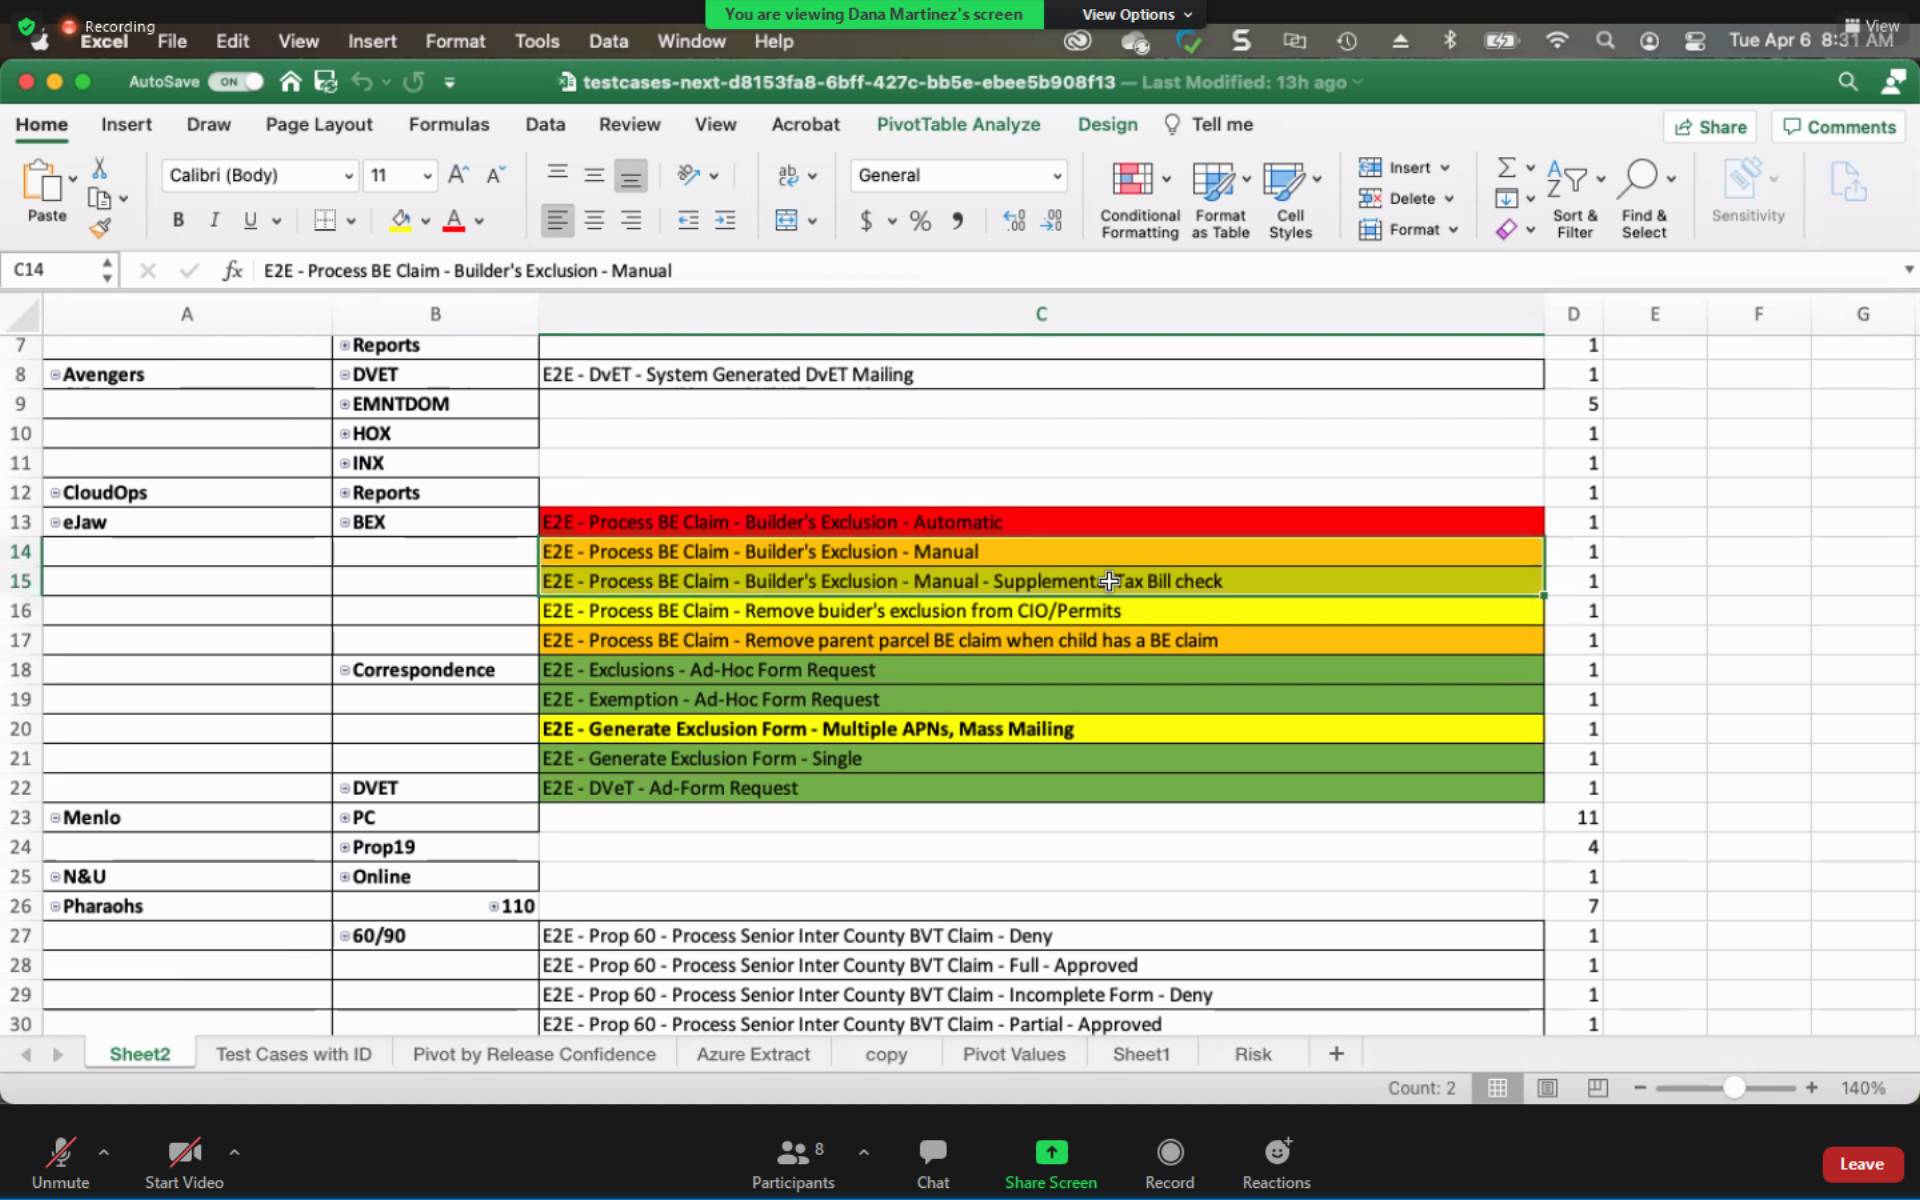 Recording
You are viewing Dana Martinez's screen
View Options
View
Excel File Edit View Insert Format Tools Data Window Help
Tue Apr 6 8:31 AM
AutoSave ON
testcases-next-d8153fa8-6bff-427c-bb5e-ebee5b908f13 — Last Modified: 13h ago
Home Insert Draw Page Layout Formulas Data Review View Acrobat PivotTable Analyze Design Tell me
Share Comments
Paste
Calibri (Body) 11
B I U
General
$ %
Conditional Formatting
Format as Table
Cell Styles
Insert
Delete
Format
Sort & Filter
Find & Select
Sensitivity
C14 fx E2E - Process BE Claim - Builder's Exclusion - Manual
A B C D E F G
7 Reports 1
8 Avengers DVET E2E - DvET - System Generated DvET Mailing 1
9 EMNTDOM 5
10 HOX 1
11 INX 1
12 CloudOps Reports 1
13 eJaw BEX E2E - Process BE Claim - Builder's Exclusion - Automatic 1
14 E2E - Process BE Claim - Builder's Exclusion - Manual 1
15 E2E - Process BE Claim - Builder's Exclusion - Manual - Supplemental Tax Bill check 1
16 E2E - Process BE Claim - Remove buider's exclusion from CIO/Permits 1
17 E2E - Process BE Claim - Remove parent parcel BE claim when child has a BE claim 1
18 Correspondence E2E - Exclusions - Ad-Hoc Form Request 1
19 E2E - Exemption - Ad-Hoc Form Request 1
20 E2E - Generate Exclusion Form - Multiple APNs, Mass Mailing 1
21 E2E - Generate Exclusion Form - Single 1
22 DVET E2E - DVeT - Ad-Form Request 1
23 Menlo PC 11
24 Prop19 4
25 N&U Online 1
26 Pharaohs 110 7
27 60/90 E2E - Prop 60 - Process Senior Inter County BVT Claim - Deny 1
28 E2E - Prop 60 - Process Senior Inter County BVT Claim - Full - Approved 1
29 E2E - Prop 60 - Process Senior Inter County BVT Claim - Incomplete Form - Deny 1
30 E2E - Prop 60 - Process Senior Inter County BVT Claim - Partial - Approved 1
Sheet2 Test Cases with ID Pivot by Release Confidence Azure Extract copy Pivot Values Sheet1 Risk +
Count: 2 140%
Unmute
Start Video
Participants 8
Chat
Share Screen
Record
Reactions
Leave